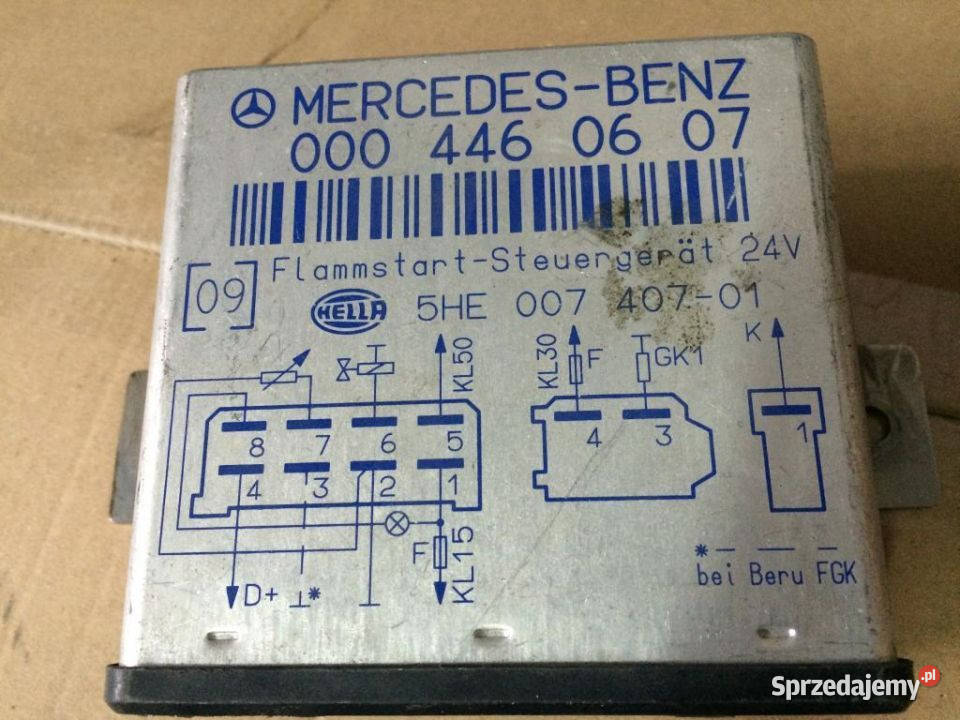 MERCEDES-BENZ
000 446 06 07
Flammstart-Steuergerät 24V
[09]
HELLA 5HE 007 407-01
KL50
KL30
F
GK1
K
8 7 6 5
4 3
1
4 3 2 1
F
KL15
D+
*
* — — —
bei Beru FGK
Sprzedajemy.pl